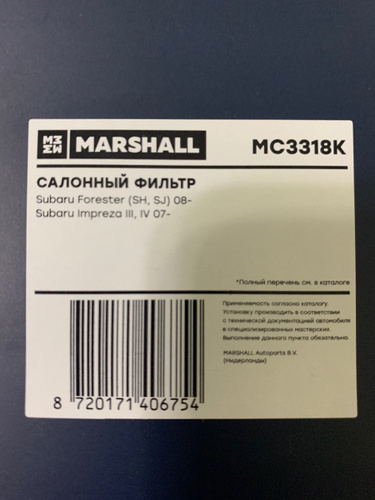 MARSHALL MC3318K
САЛОННЫЙ ФИЛЬТР
Subaru Forester (SH, SJ) 08-
Subaru Impreza III, IV 07-
*Полный перечень см. в каталоге
Применяемость согласно каталогу.
Установку производить в соответствии
с технической документацией автомобиля
в специализированных мастерских.
Выполнение данного пункта обязательно.
MARSHALL Autoparts B.V.
(Нидерланды)
8 720171 406754